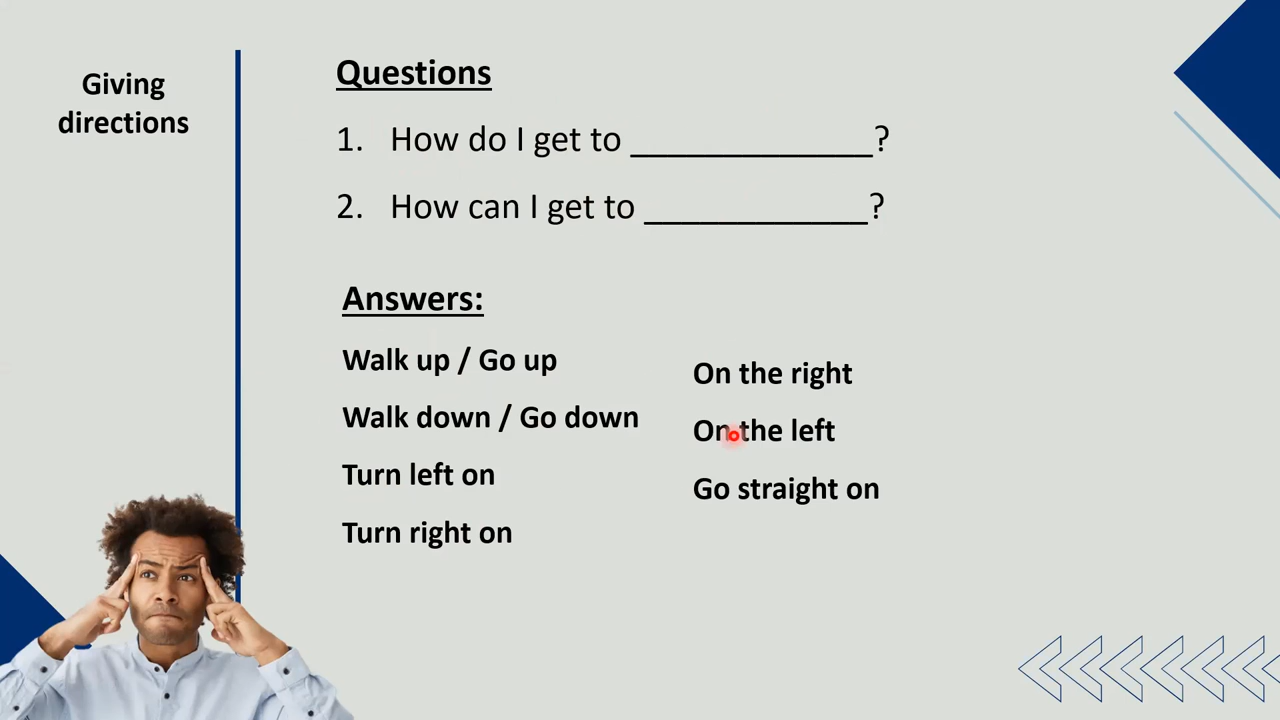 Giving
directions
Questions
1. How do I get to _____________?
2. How can I get to ____________?
Answers:
Walk up / Go up
Walk down / Go down
Turn left on
Turn right on
On the right
On the left
Go straight on